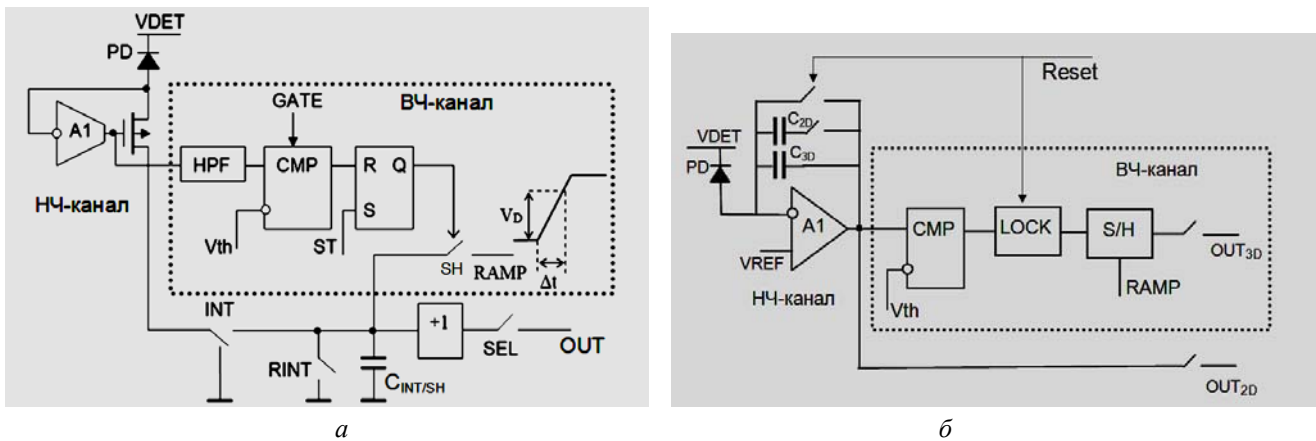 VDET
PD
A1
НЧ-канал
ВЧ-канал
GATE
HPF
CMP
R Q
S
Vth
ST
V_D
Δt
SH
RAMP
INT
RINT
C_INT/SH
+1
SEL
OUT
а
Reset
C_2D
C_3D
VDET
PD
A1
VREF
НЧ-канал
ВЧ-канал
CMP
LOCK
S/H
Vth
RAMP
OUT_3D
OUT_2D
б